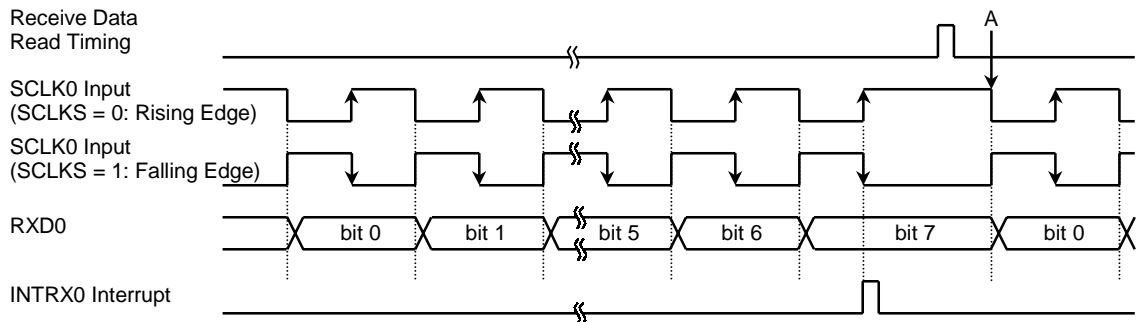 Receive Data
Read Timing
A
SCLK0 Input
(SCLKS = 0: Rising Edge)
SCLK0 Input
(SCLKS = 1: Falling Edge)
RXD0
bit 0
bit 1
bit 5
bit 6
bit 7
bit 0
INTRX0 Interrupt